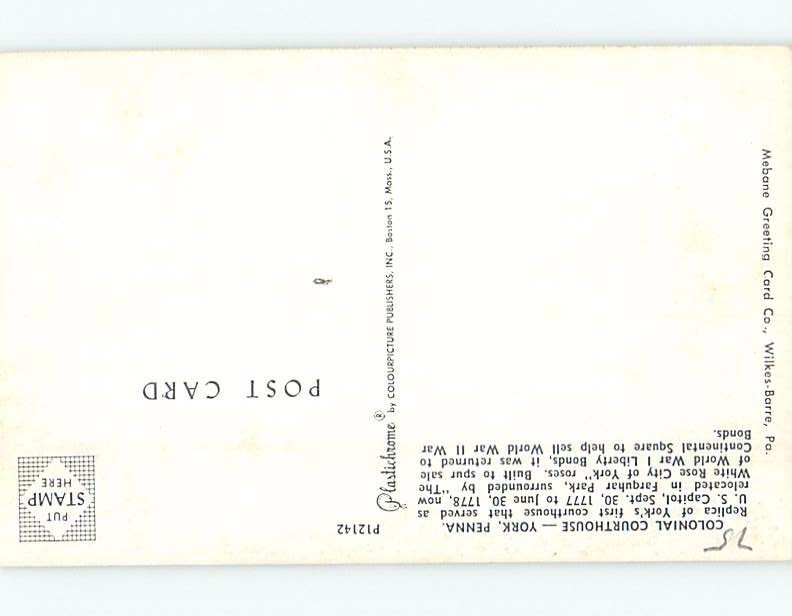 COLONIAL COURTHOUSE — YORK, PENNA.
Replica of York's first courthouse that served as
U. S. Capitol, Sept. 30, 1777 to June 30, 1778, now
relocated in Farquhar Park, surrounded by "The
White Rose City of York" roses. Built to spur sale
of World War I Liberty Bonds, it was returned to
Continental Square to help sell World War II War
Bonds.
Mebane Greeting Card Co., Wilkes-Barre, Pa.
P12142
Plastichrome ® by COLOURPICTURE PUBLISHERS, INC., Boston 15, Mass., U.S.A.
POST CARD
PUT
STAMP
HERE
75